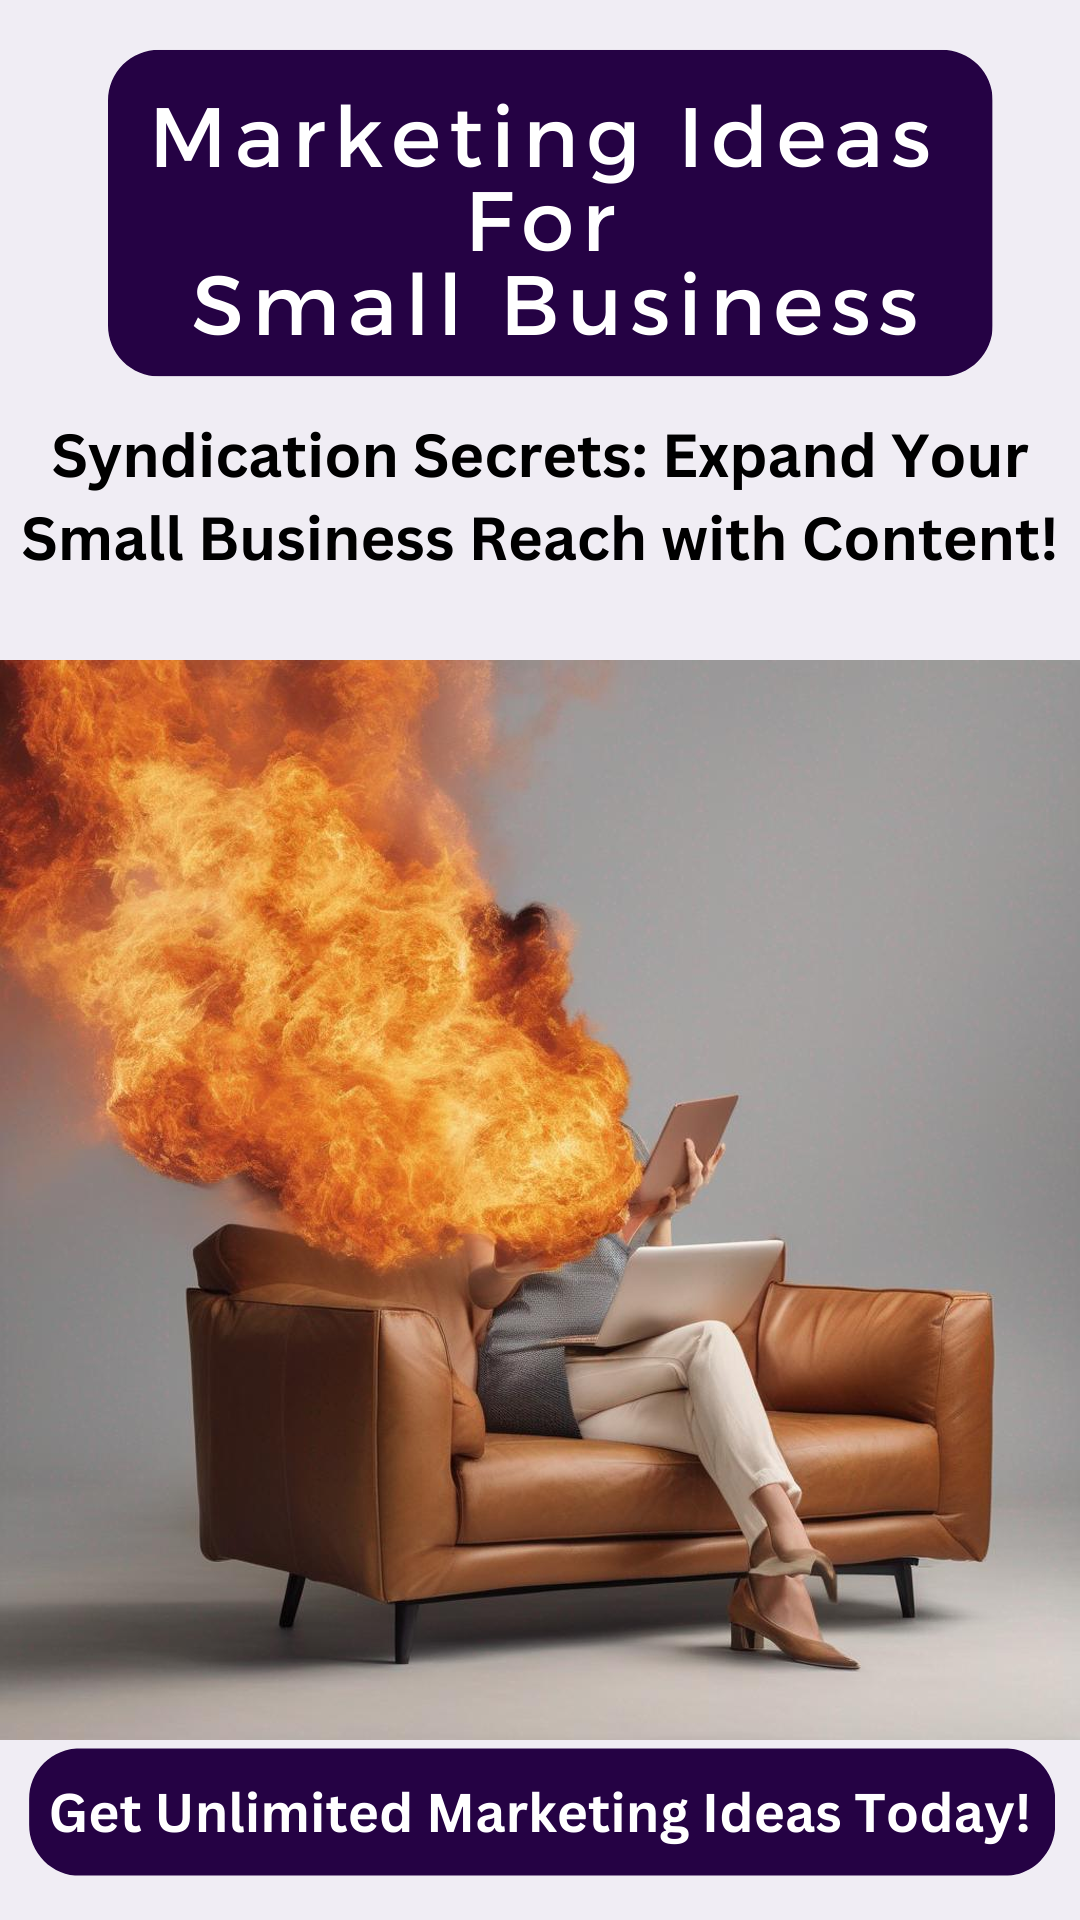 Marketing Ideas
For
Small Business
Syndication Secrets: Expand Your
Small Business Reach with Content!
Get Unlimited Marketing Ideas Today!